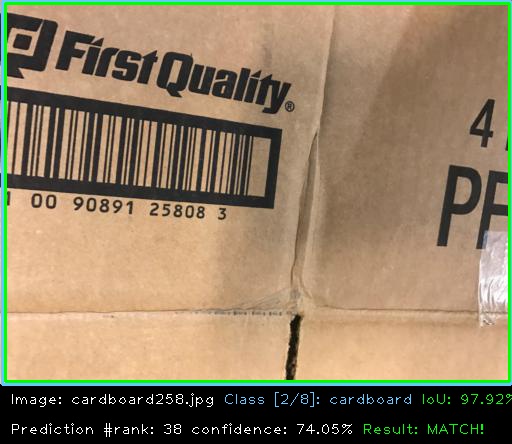 First Quality®
00 90891 25808 3
4
PF
Image: cardboard258.jpg Class [2/8]: cardboard IoU: 97.92%
Prediction #rank: 38 confidence: 74.05% Result: MATCH!